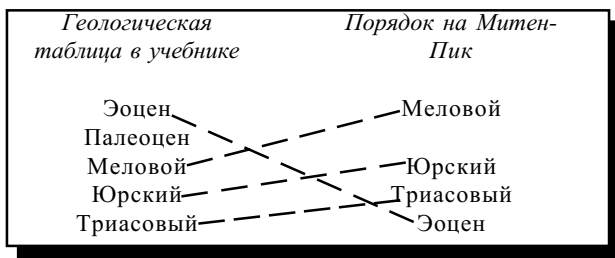 Геологическая таблица в учебнике
Порядок на Митен-Пик
Эоцен
Палеоцен
Меловой
Юрский
Триасовый
Меловой
Юрский
Триасовый
Эоцен